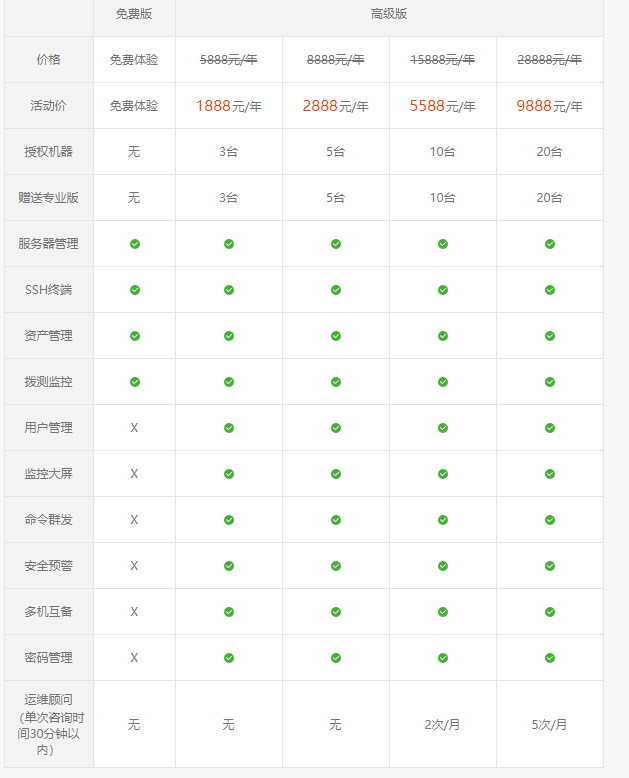 免费版 高级版
价格 免费体验 5888元/年 8888元/年 15888元/年 28888元/年
活动价 免费体验 1888元/年 2888元/年 5588元/年 9888元/年
授权机器 无 3台 5台 10台 20台
赠送专业版 无 3台 5台 10台 20台
服务器管理
SSH终端
资产管理
拨测监控
用户管理 X
监控大屏 X
命令群发 X
安全预警 X
多机互备 X
密码管理 X
运维顾问
（单次咨询时
间30分钟以
内） 无 无 无 2次/月 5次/月